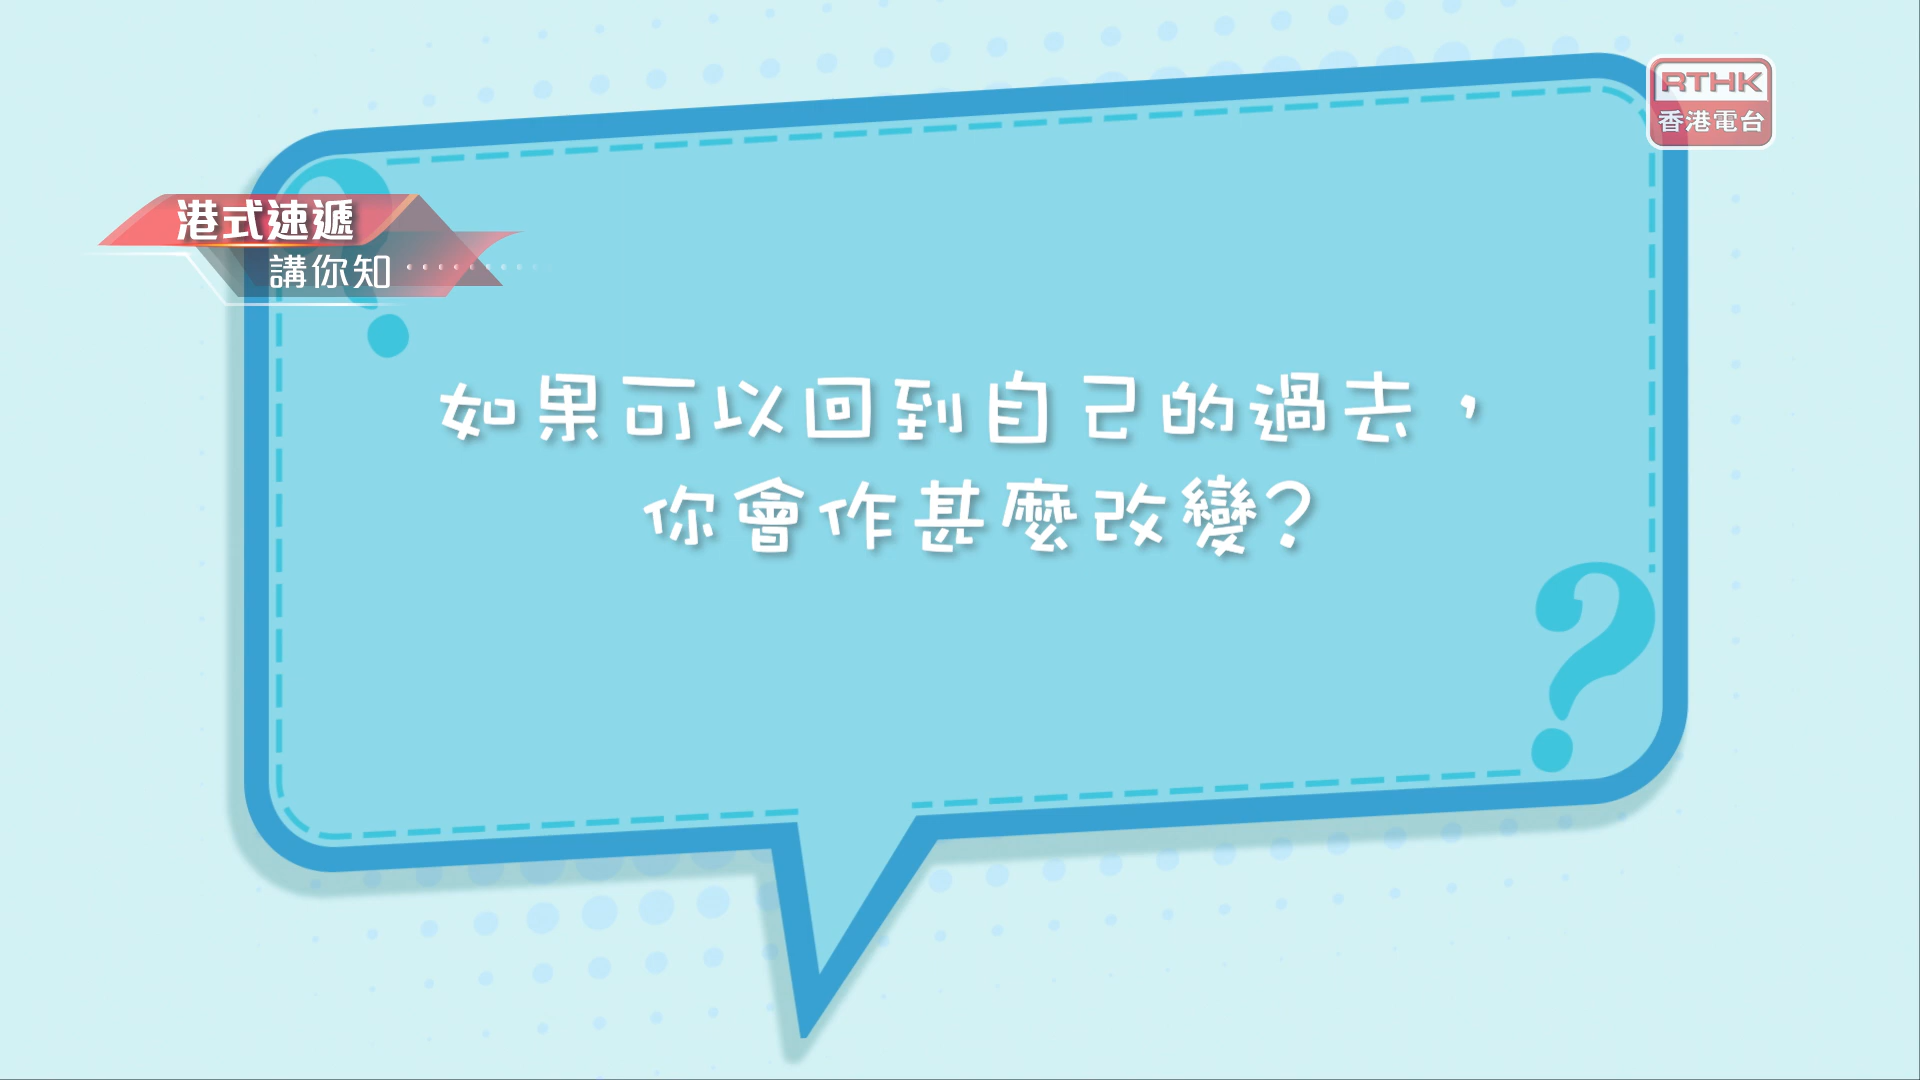 RTHK
香港電台
港式速遞
講你知
如果可以回到自己的過去，
你會作甚麼改變？